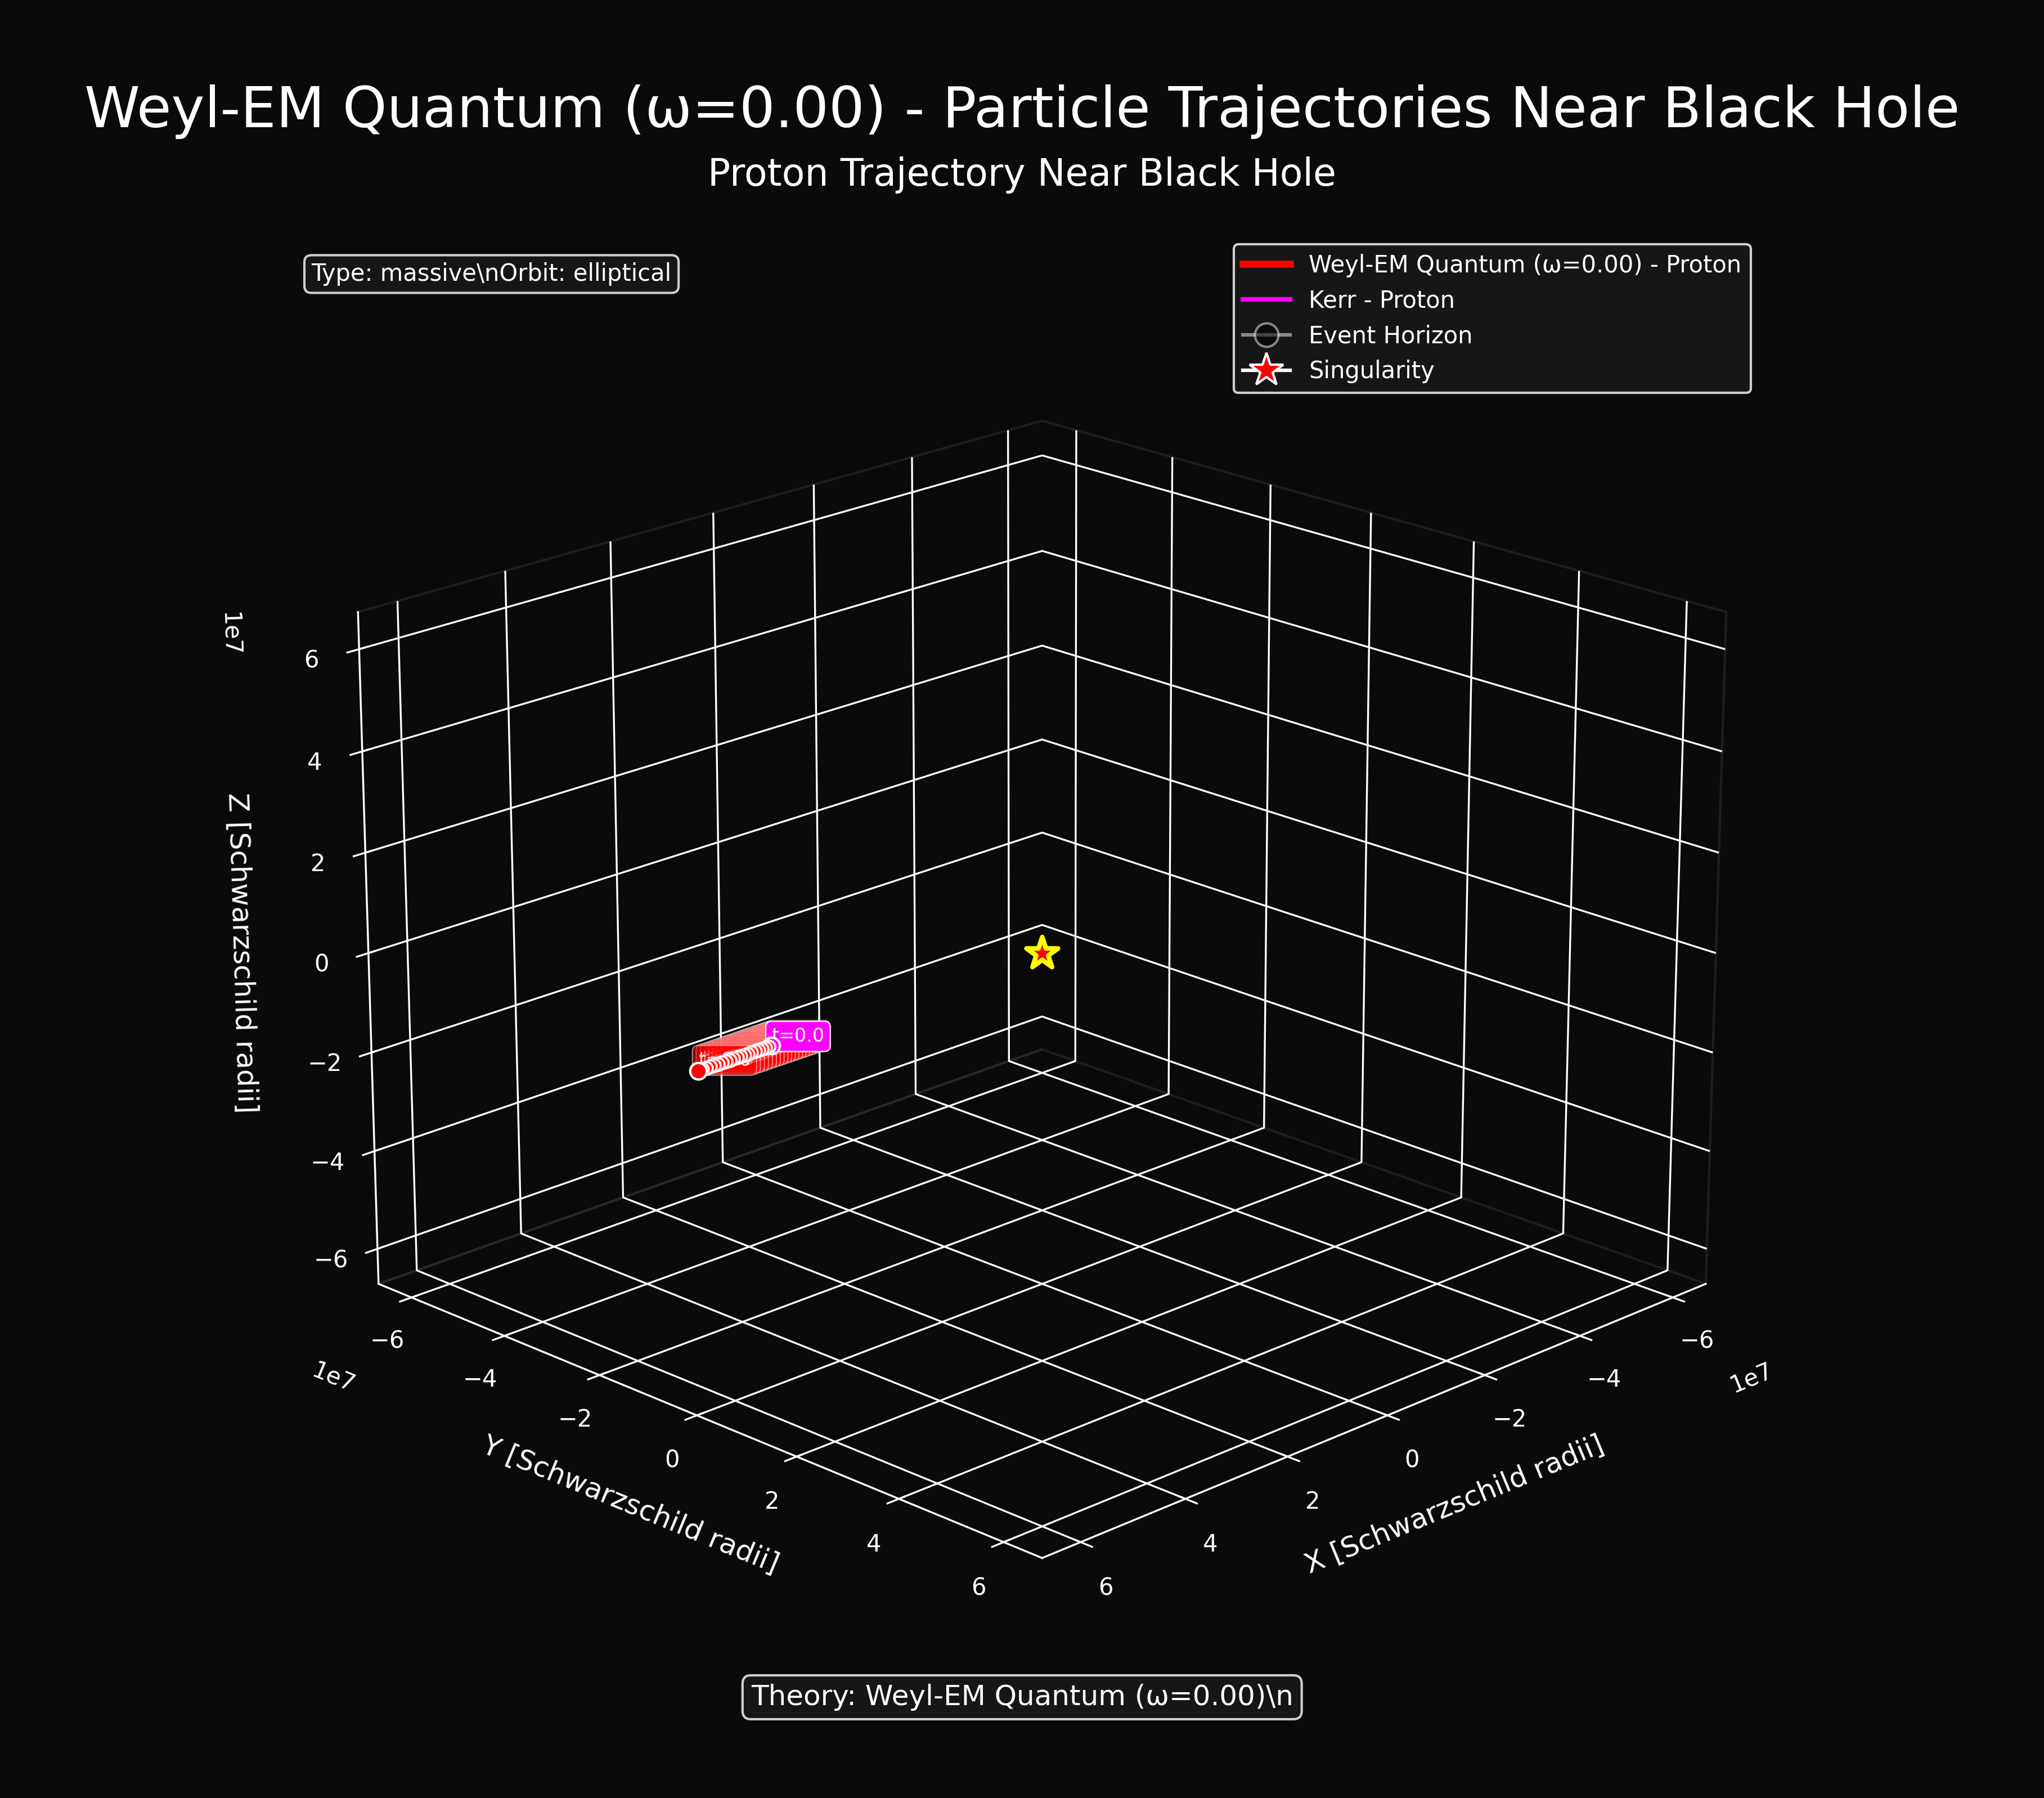 Weyl-EM Quantum (ω=0.00) - Particle Trajectories Near Black Hole
Proton Trajectory Near Black Hole
Type: massive\nOrbit: elliptical
Weyl-EM Quantum (ω=0.00) - Proton
Kerr - Proton
Event Horizon
Singularity
1e7
6
4
2
0
−2
−4
−6
Z [Schwarzschild radii]
t=0.0
−6
−4
−2
0
2
4
6
1e7
Y [Schwarzschild radii]
6
4
2
0
−2
−4
−6
1e7
X [Schwarzschild radii]
Theory: Weyl-EM Quantum (ω=0.00)\n